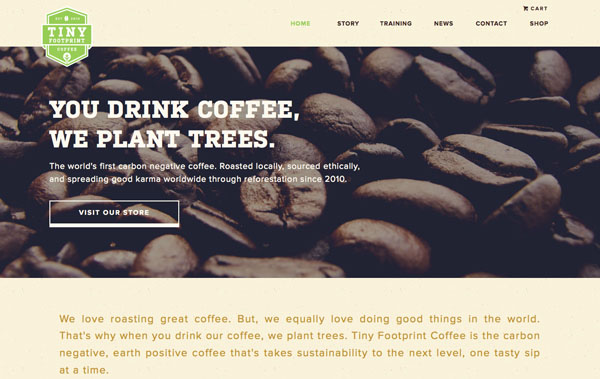 CART
EST 2010
TINY
FOOTPRINT
COFFEE
HOME STORY TRAINING NEWS CONTACT SHOP
YOU DRINK COFFEE,
WE PLANT TREES.
The world's first carbon negative coffee. Roasted locally, sourced ethically,
and spreading good karma worldwide through reforestation since 2010.
VISIT OUR STORE
We love roasting great coffee. But, we equally love doing good things in the world.
That's why when you drink our coffee, we plant trees. Tiny Footprint Coffee is the carbon
negative, earth positive coffee that's takes sustainability to the next level, one tasty sip
at a time.